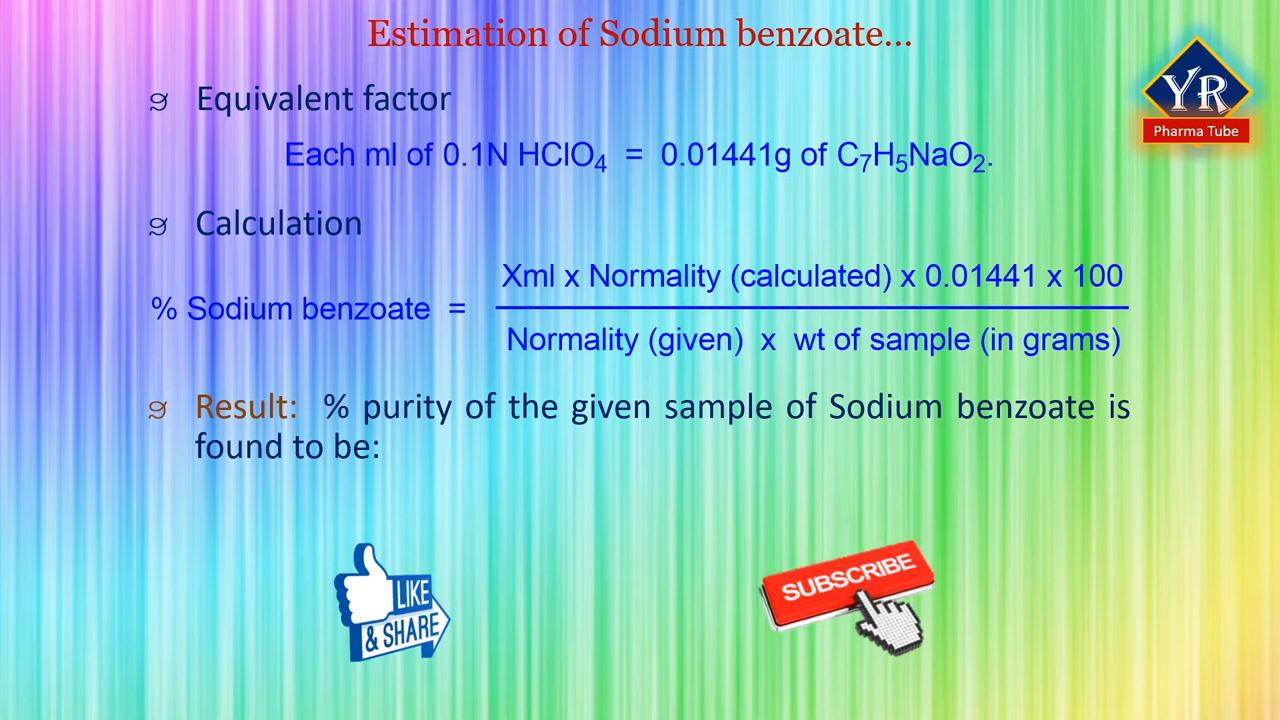 Estimation of Sodium benzoate...
YR
Pharma Tube
Equivalent factor
Each ml of 0.1N HClO₄ = 0.01441g of C₇H₅NaO₂.
Calculation
Xml x Normality (calculated) x 0.01441 x 100
% Sodium benzoate =
Normality (given) x wt of sample (in grams)
Result: % purity of the given sample of Sodium benzoate is
found to be:
LIKE
& SHARE
SUBSCRIBE